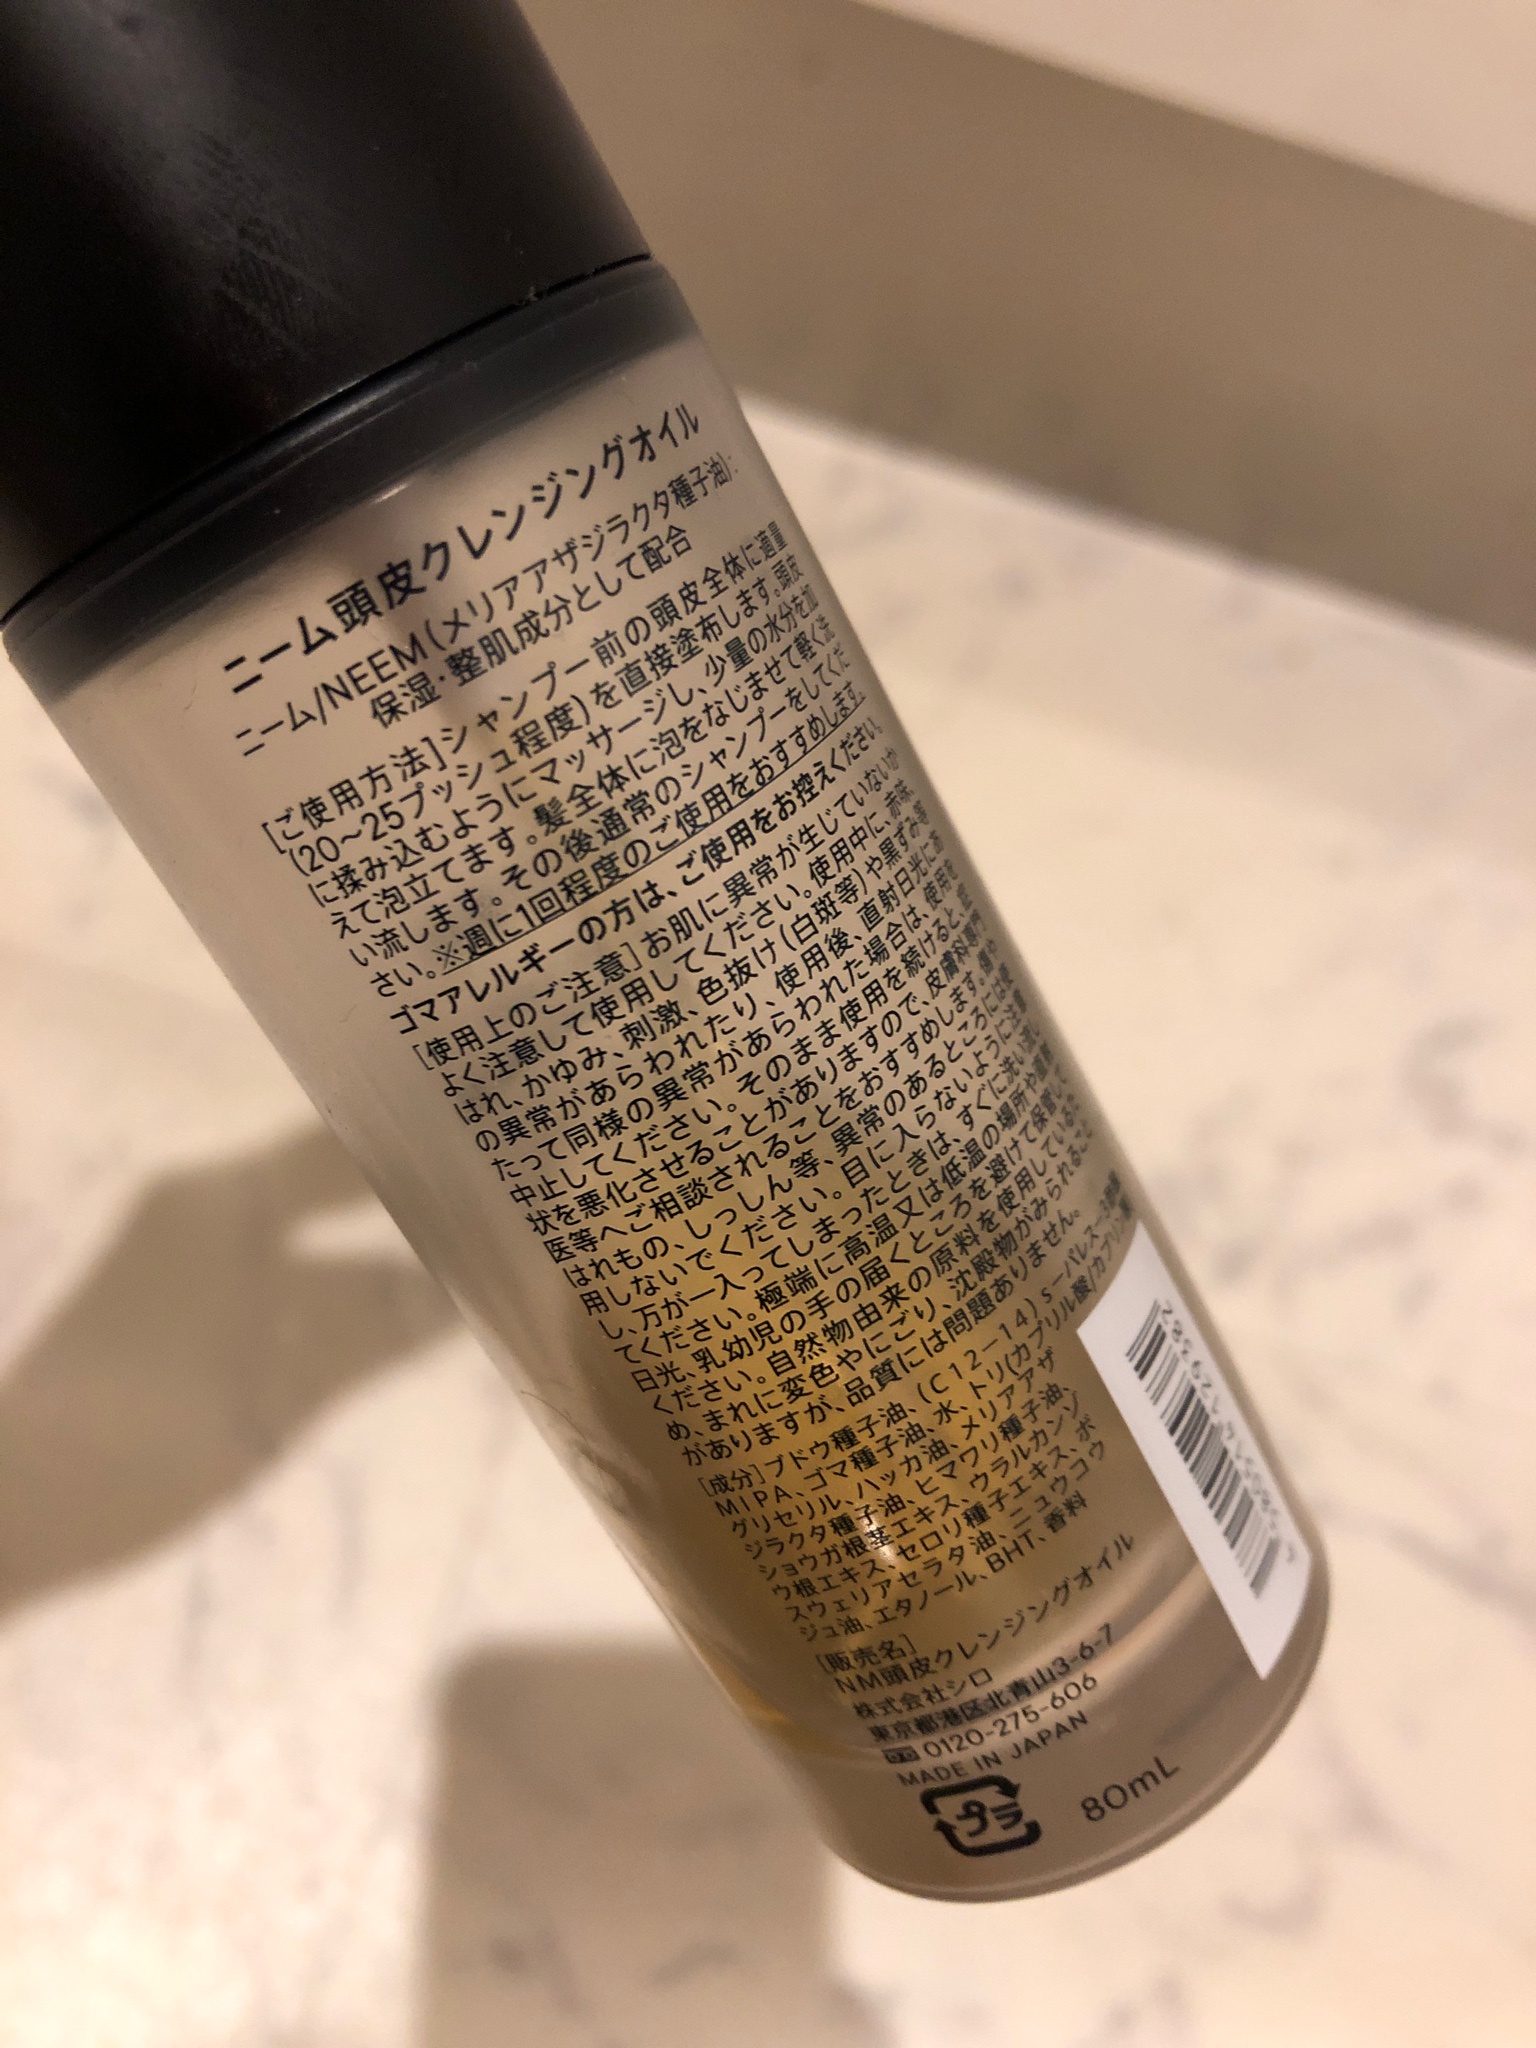 ニーム頭皮クレンジングオイル
ニーム/NEEM(メリアアザジラクタ種子油):
保湿・整肌成分として配合
[ご使用方法]シャンプー前の頭皮全体に適量
(20〜25プッシュ程度)を直接塗布します。頭皮
に揉み込むようにマッサージし、少量の水分を加
えて泡立てます。髪全体に泡をなじませて軽く洗
い流します。その後通常のシャンプーをしてくだ
さい。※週に1回程度のご使用をおすすめします。
ゴマアレルギーの方は、ご使用をお控えください。
[使用上のご注意]お肌に異常が生じていないか
よく注意して使用してください。使用中に、赤味、
はれ、かゆみ、刺激、色抜け(白斑等)や黒ずみ等
の異常があらわれたり、使用後、直射日光にあ
たって同様の異常があらわれた場合は、使用を
中止してください。そのまま使用を続けると、症
状を悪化させることがありますので、皮膚科専門
医等へご相談されることをおすすめします。傷や
はれもの、しっしん等、異常のあるところには使
用しないでください。目に入らないように注意
し、万が一入ってしまったときは、すぐに洗い流し
てください。極端に高温又は低温の場所や直射
日光、乳幼児の手の届くところを避けて保管して
ください。自然物由来の原料を使用しているた
め、まれに変色やにごり、沈殿物がみられること
がありますが、品質には問題ありません。
[成分]ブドウ種子油、(C12−14)s−パレス−3酢酸
MIPA、ゴマ種子油、水、トリ(カプリル酸/カプリン酸)
グリセリル、ハッカ油、メリアアザ
ジラクタ種子油、ヒマワリ種子油、
ショウガ根茎エキス、ウラルカンゾ
ウ根エキス、セロリ種子エキス、ボ
スウェリアセラタ油、ニュウコウ
ジュ油、エタノール、BHT、香料
[販売名]
NM頭皮クレンジングオイル
株式会社シロ
東京都港区北青山3-6-7
0120-275-606
MADE IN JAPAN
プラ
80mL